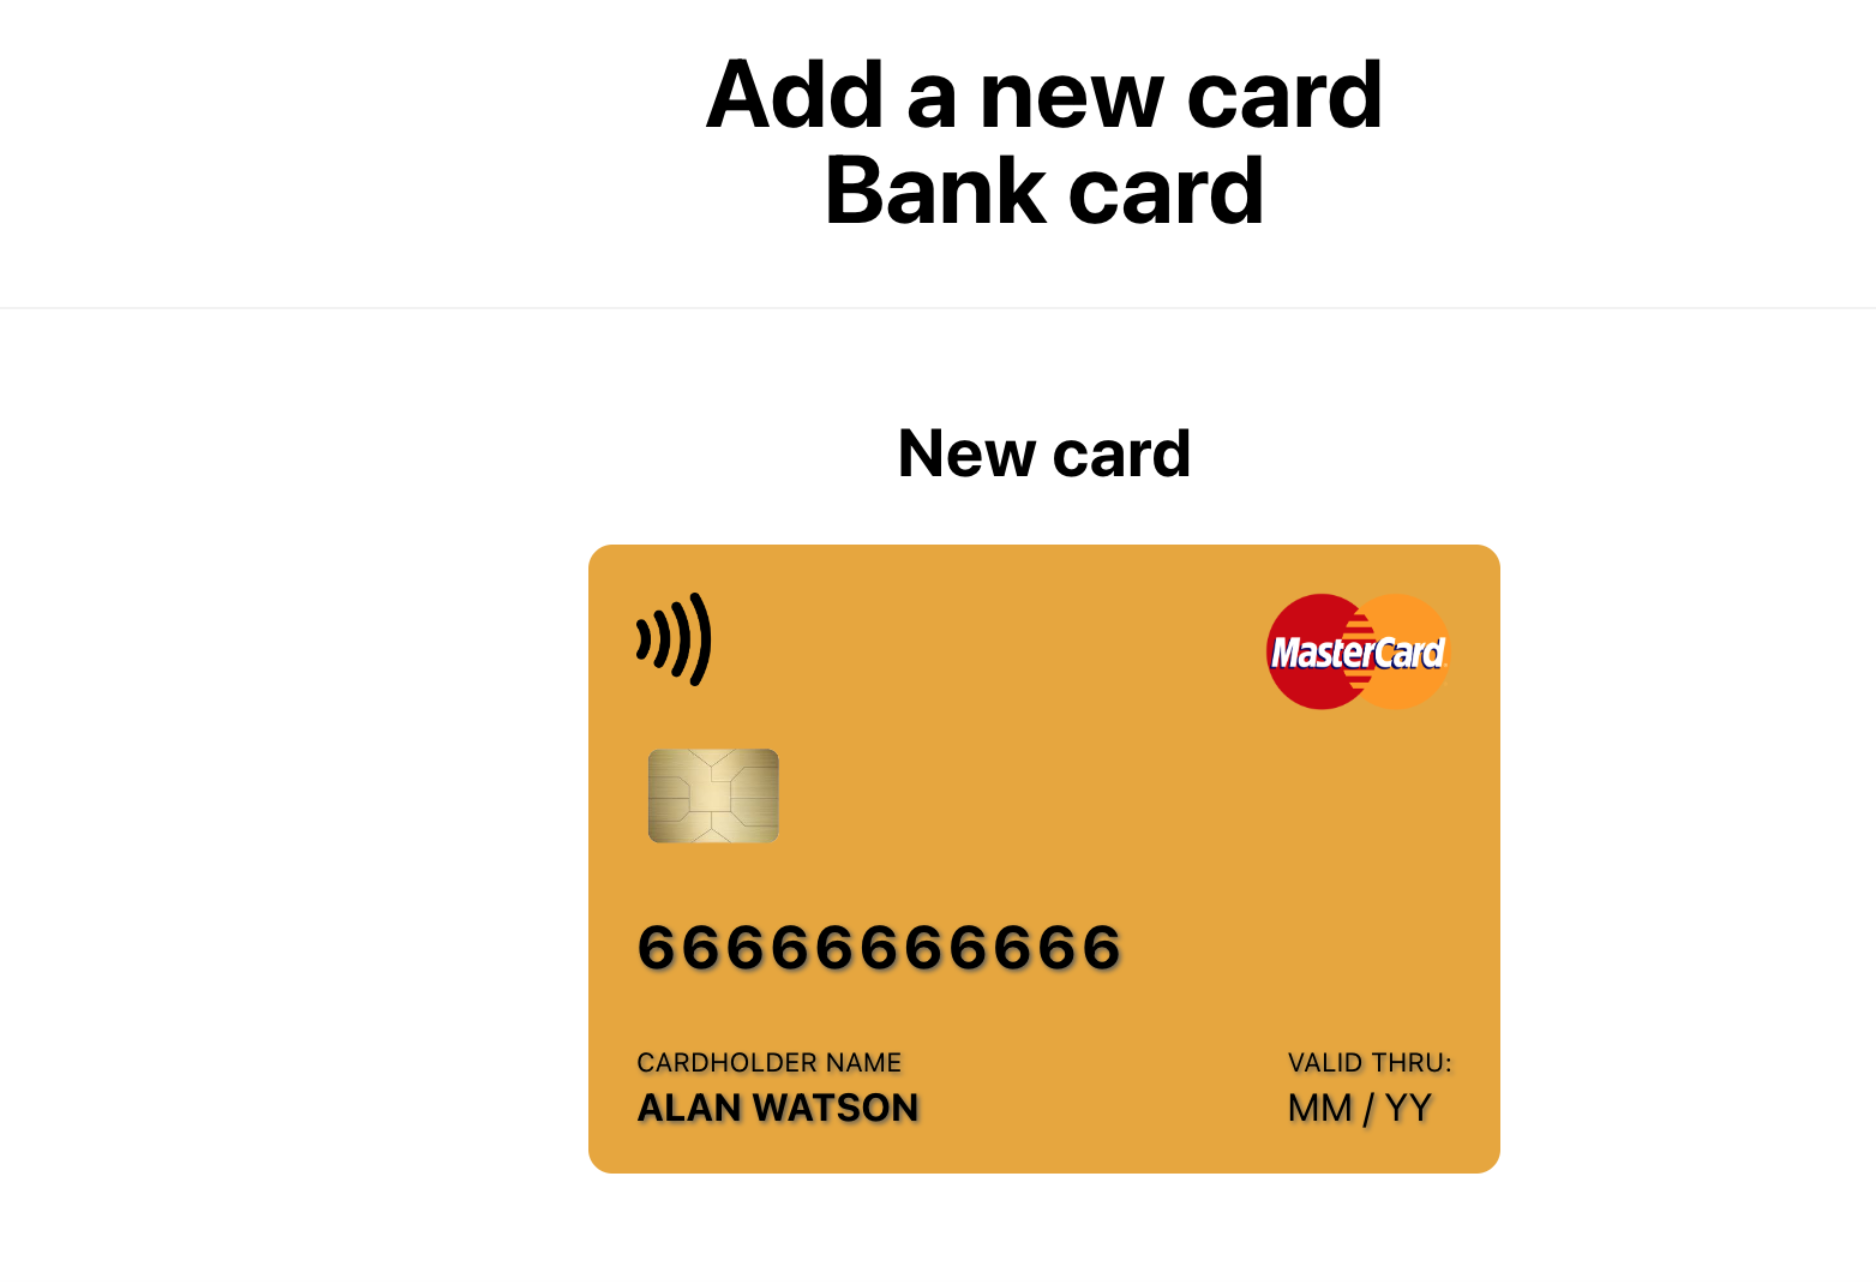 Add a new card
Bank card
New card
MasterCard
66666666666
CARDHOLDER NAME
ALAN WATSON
VALID THRU:
MM / YY